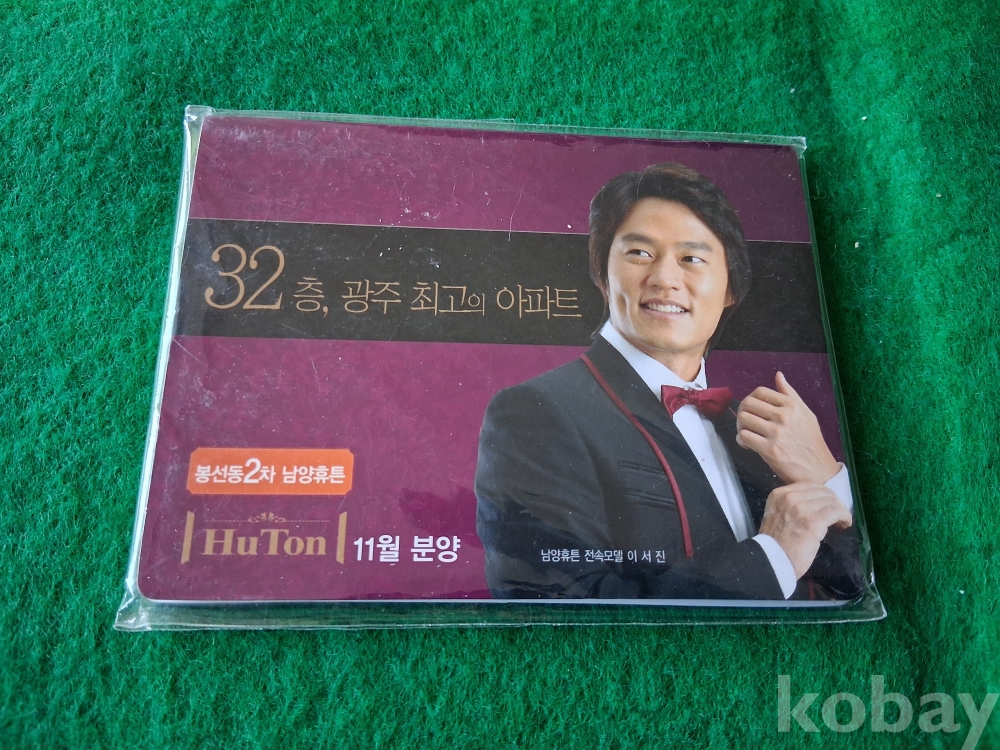 32층, 광주 최고의 아파트
봉선동2차 남양휴튼
HuTon
11월 분양
남양휴튼 전속모델 이 서 진
kobay